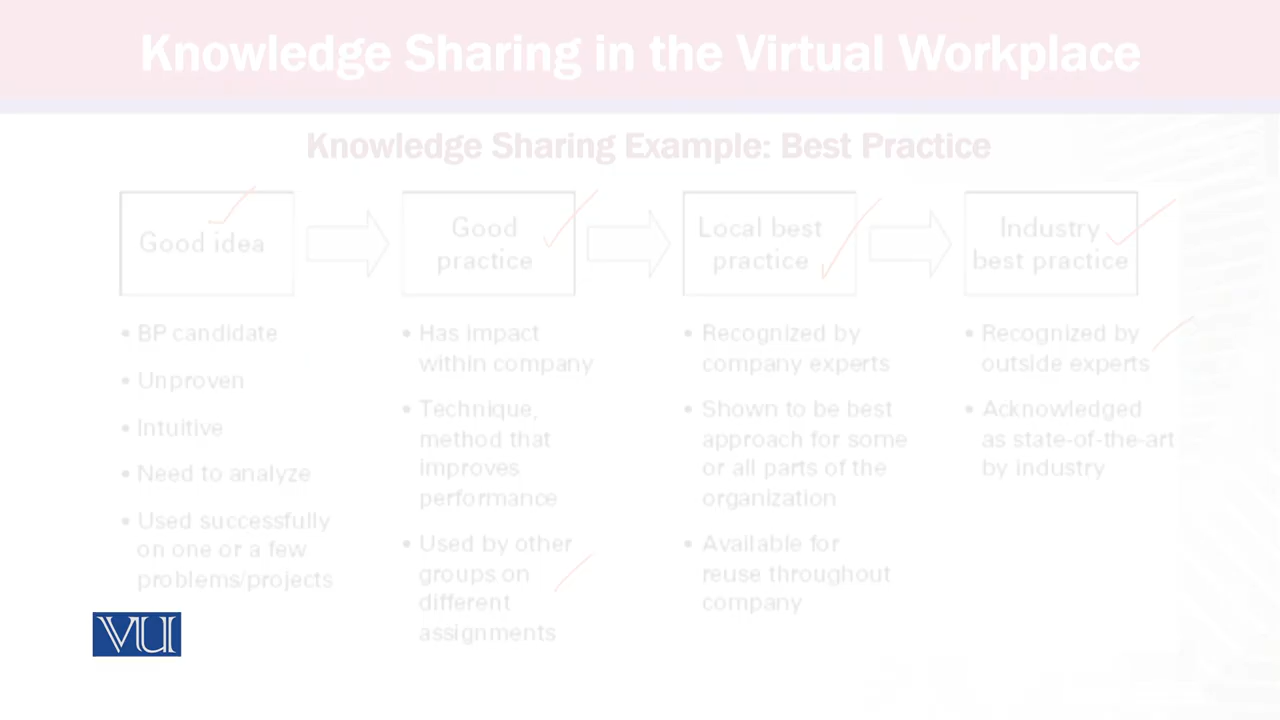 Knowledge Sharing in the Virtual Workplace
Knowledge Sharing Example: Best Practice
Good idea
• BP candidate
• Unproven
• Intuitive
• Need to analyze
• Used successfully
on one or a few
problems/projects
Good
practice
• Has impact
within company
• Technique,
method that
improves
performance
• Used by other
groups on
different
assignments
Local best
practice
• Recognized by
company experts
• Shown to be best
approach for some
or all parts of the
organization
• Available for
reuse throughout
company
Industry
best practice
• Recognized by
outside experts
• Acknowledged
as state-of-the-art
by industry
VU